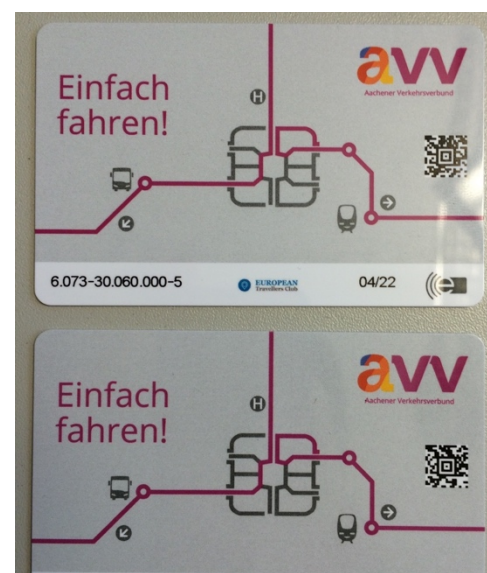 Einfach
fahren!
avv
Aachener Verkehrsverbund
H
6.073-30.060.000-5
EUROPEAN
Travellers Club
04/22
e
Einfach
fahren!
avv
Aachener Verkehrsverbund
H